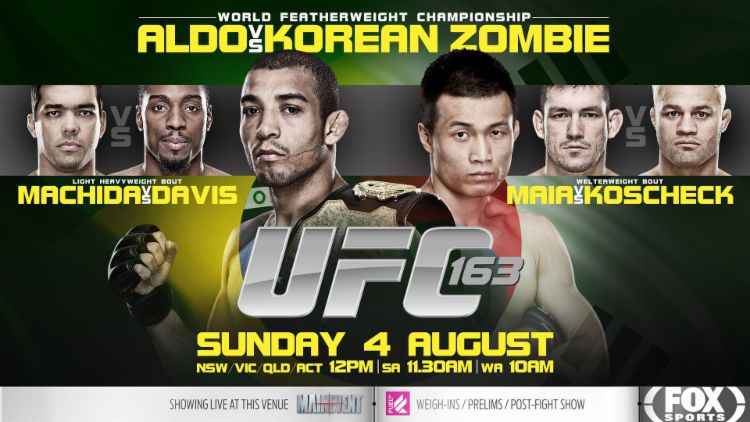 WORLD FEATHERWEIGHT CHAMPIONSHIP
ALDO VS KOREAN ZOMBIE
VS
VS
LIGHT HEAVYWEIGHT BOUT
MACHIDA VS DAVIS
WELTERWEIGHT BOUT
MAIA VS KOSCHECK
UFC 163
SUNDAY 4 AUGUST
NSW/VIC/QLD/ACT 12PM | SA 11.30AM | WA 10AM
SHOWING LIVE AT THIS VENUE MAIN EVENT
FUEL TV WEIGH-INS / PRELIMS / POST-FIGHT SHOW
FOX SPORTS